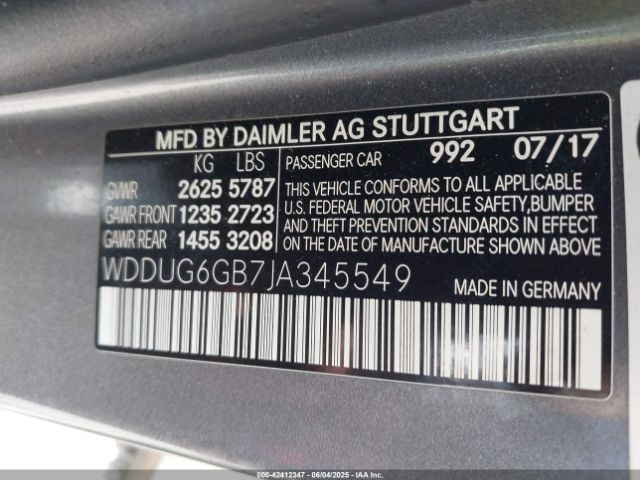 MFD BY DAIMLER AG STUTTGART
KG LBS
GVWR 2625 5787
GAWR FRONT 1235 2723
GAWR REAR 1455 3208
PASSENGER CAR 992 07/17
THIS VEHICLE CONFORMS TO ALL APPLICABLE
U.S. FEDERAL MOTOR VEHICLE SAFETY,BUMPER
AND THEFT PREVENTION STANDARDS IN EFFECT
ON THE DATE OF MANUFACTURE SHOWN ABOVE.
WDDUG6GB7JA345549
MADE IN GERMANY
000-42412347 - 06/04/2025 - IAAI.COM